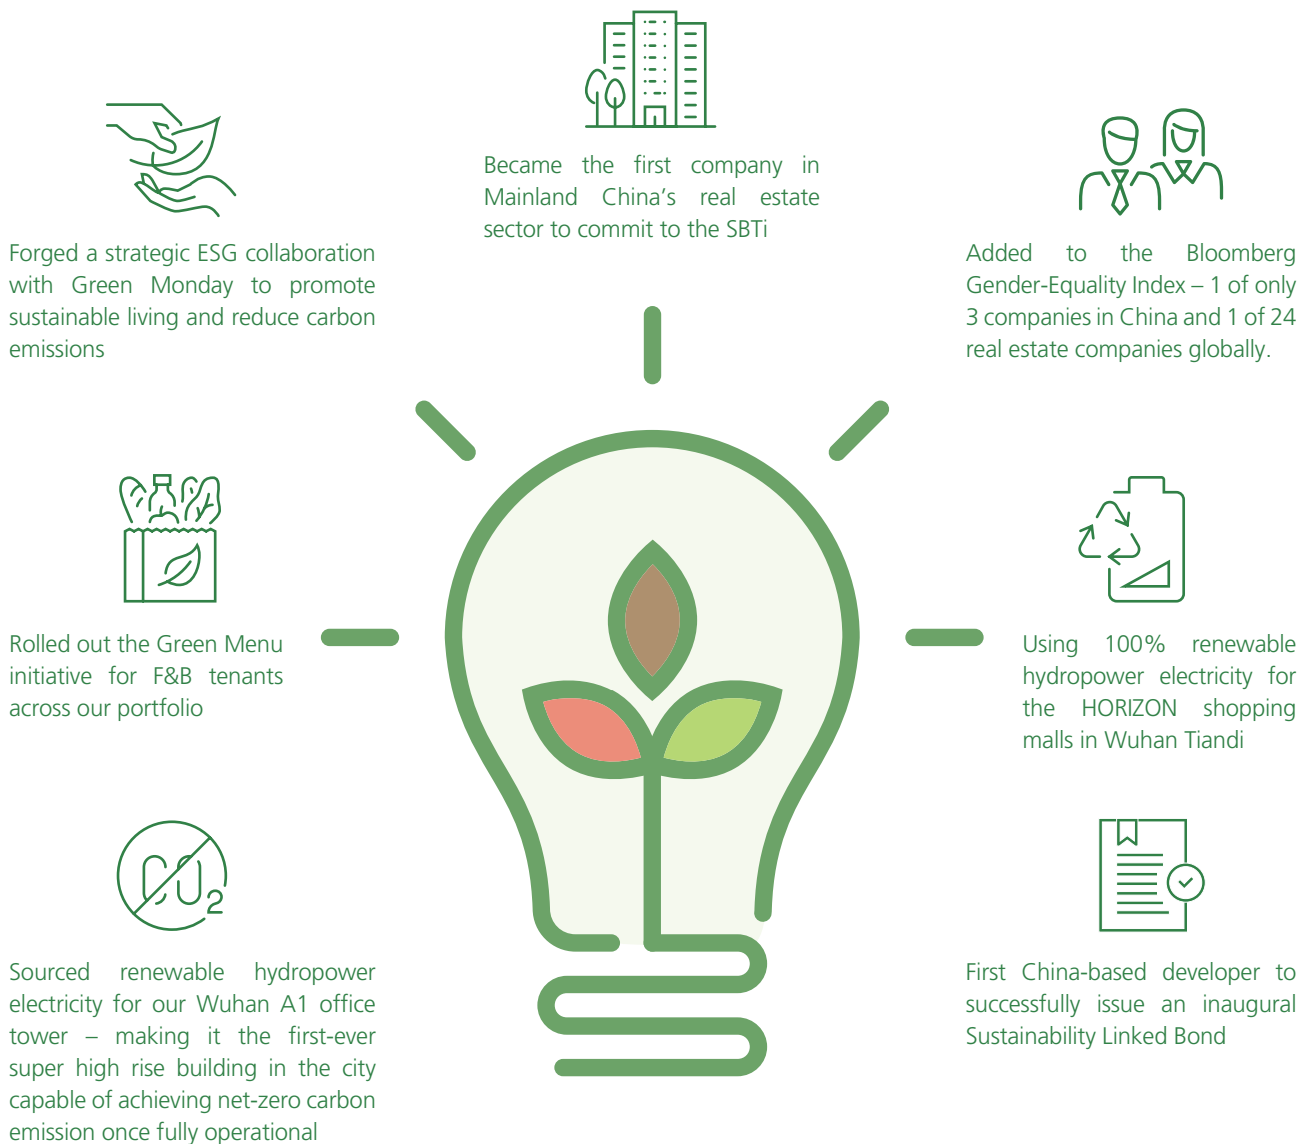 Became the first company in
Mainland China's real estate
sector to commit to the SBTi
Forged a strategic ESG collaboration
with Green Monday to promote
sustainable living and reduce carbon
emissions
Added to the Bloomberg
Gender-Equality Index – 1 of only
3 companies in China and 1 of 24
real estate companies globally.
Rolled out the Green Menu
initiative for F&B tenants
across our portfolio
Using 100% renewable
hydropower electricity for
the HORIZON shopping
malls in Wuhan Tiandi
CO2
Sourced renewable hydropower
electricity for our Wuhan A1 office
tower – making it the first-ever
super high rise building in the city
capable of achieving net-zero carbon
emission once fully operational
First China-based developer to
successfully issue an inaugural
Sustainability Linked Bond